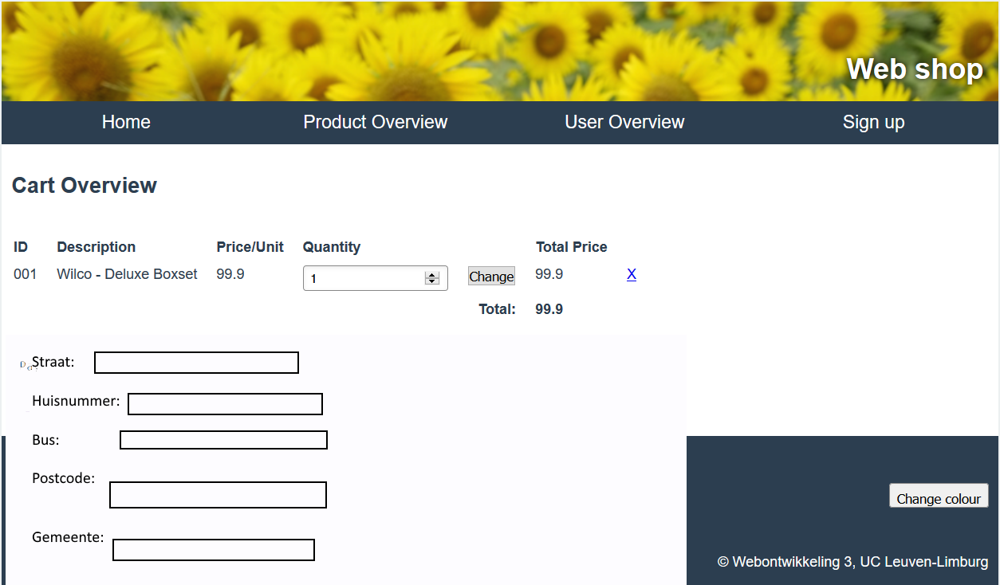 Web shop
Home Product Overview User Overview Sign up
Cart Overview
ID Description Price/Unit Quantity Total Price
001 Wilco - Deluxe Boxset 99.9 1 Change 99.9 X
Total: 99.9
Straat:
Huisnummer:
Bus:
Postcode:
Change colour
Gemeente:
© Webontwikkeling 3, UC Leuven-Limburg